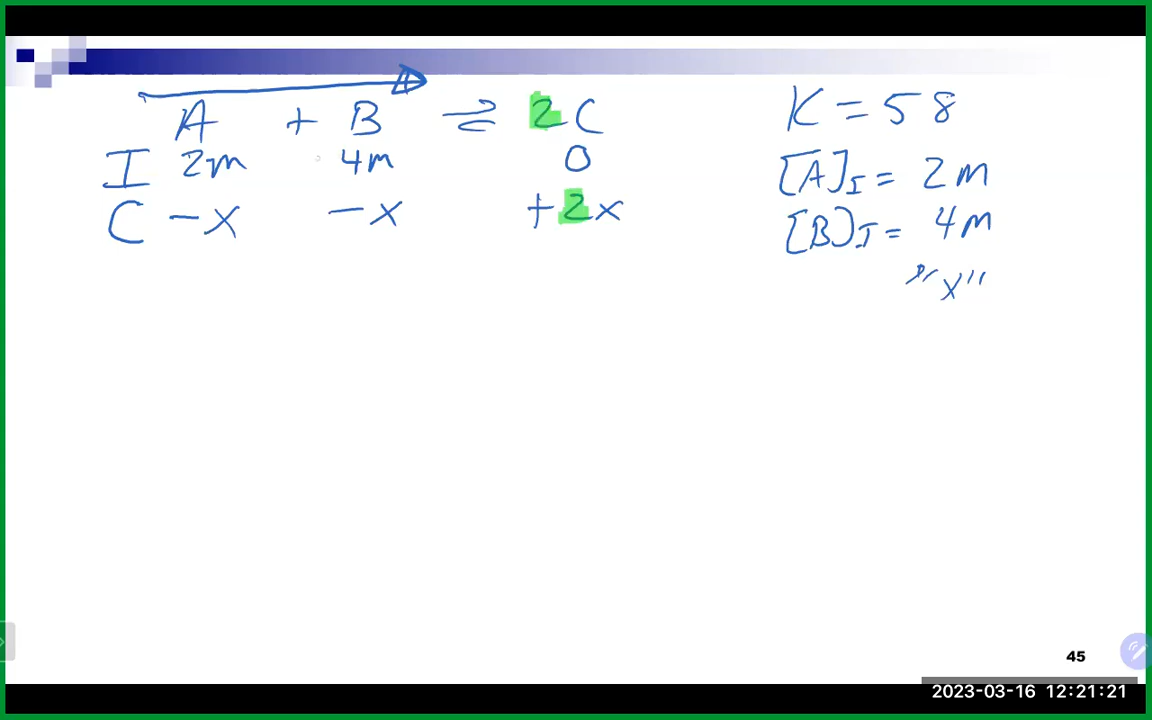 A + B ⇌ 2C
I 2M 4M 0
C -x -x +2x
K = 58
[A]I = 2M
[B]I = 4M
"x"
45
2023-03-16 12:21:21